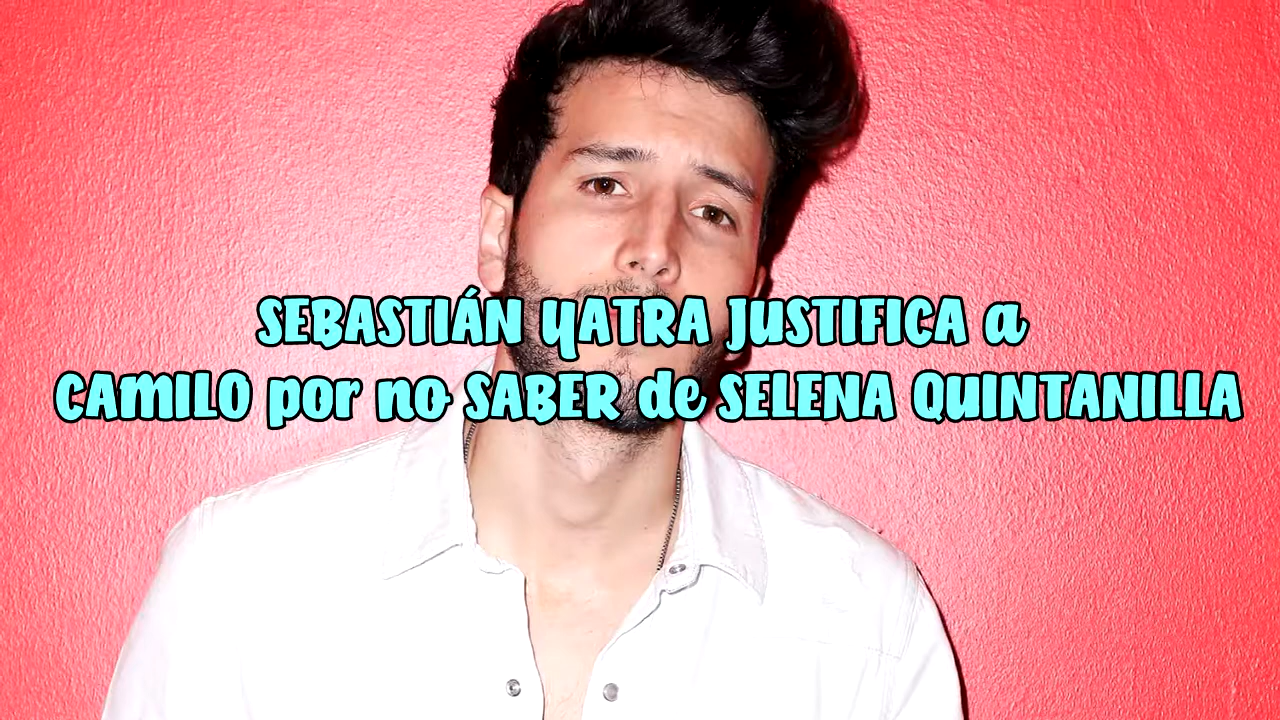 SEBASTIÁN YATRA JUSTIFICA a
CAMILO por no SABER de SELENA QUINTANILLA